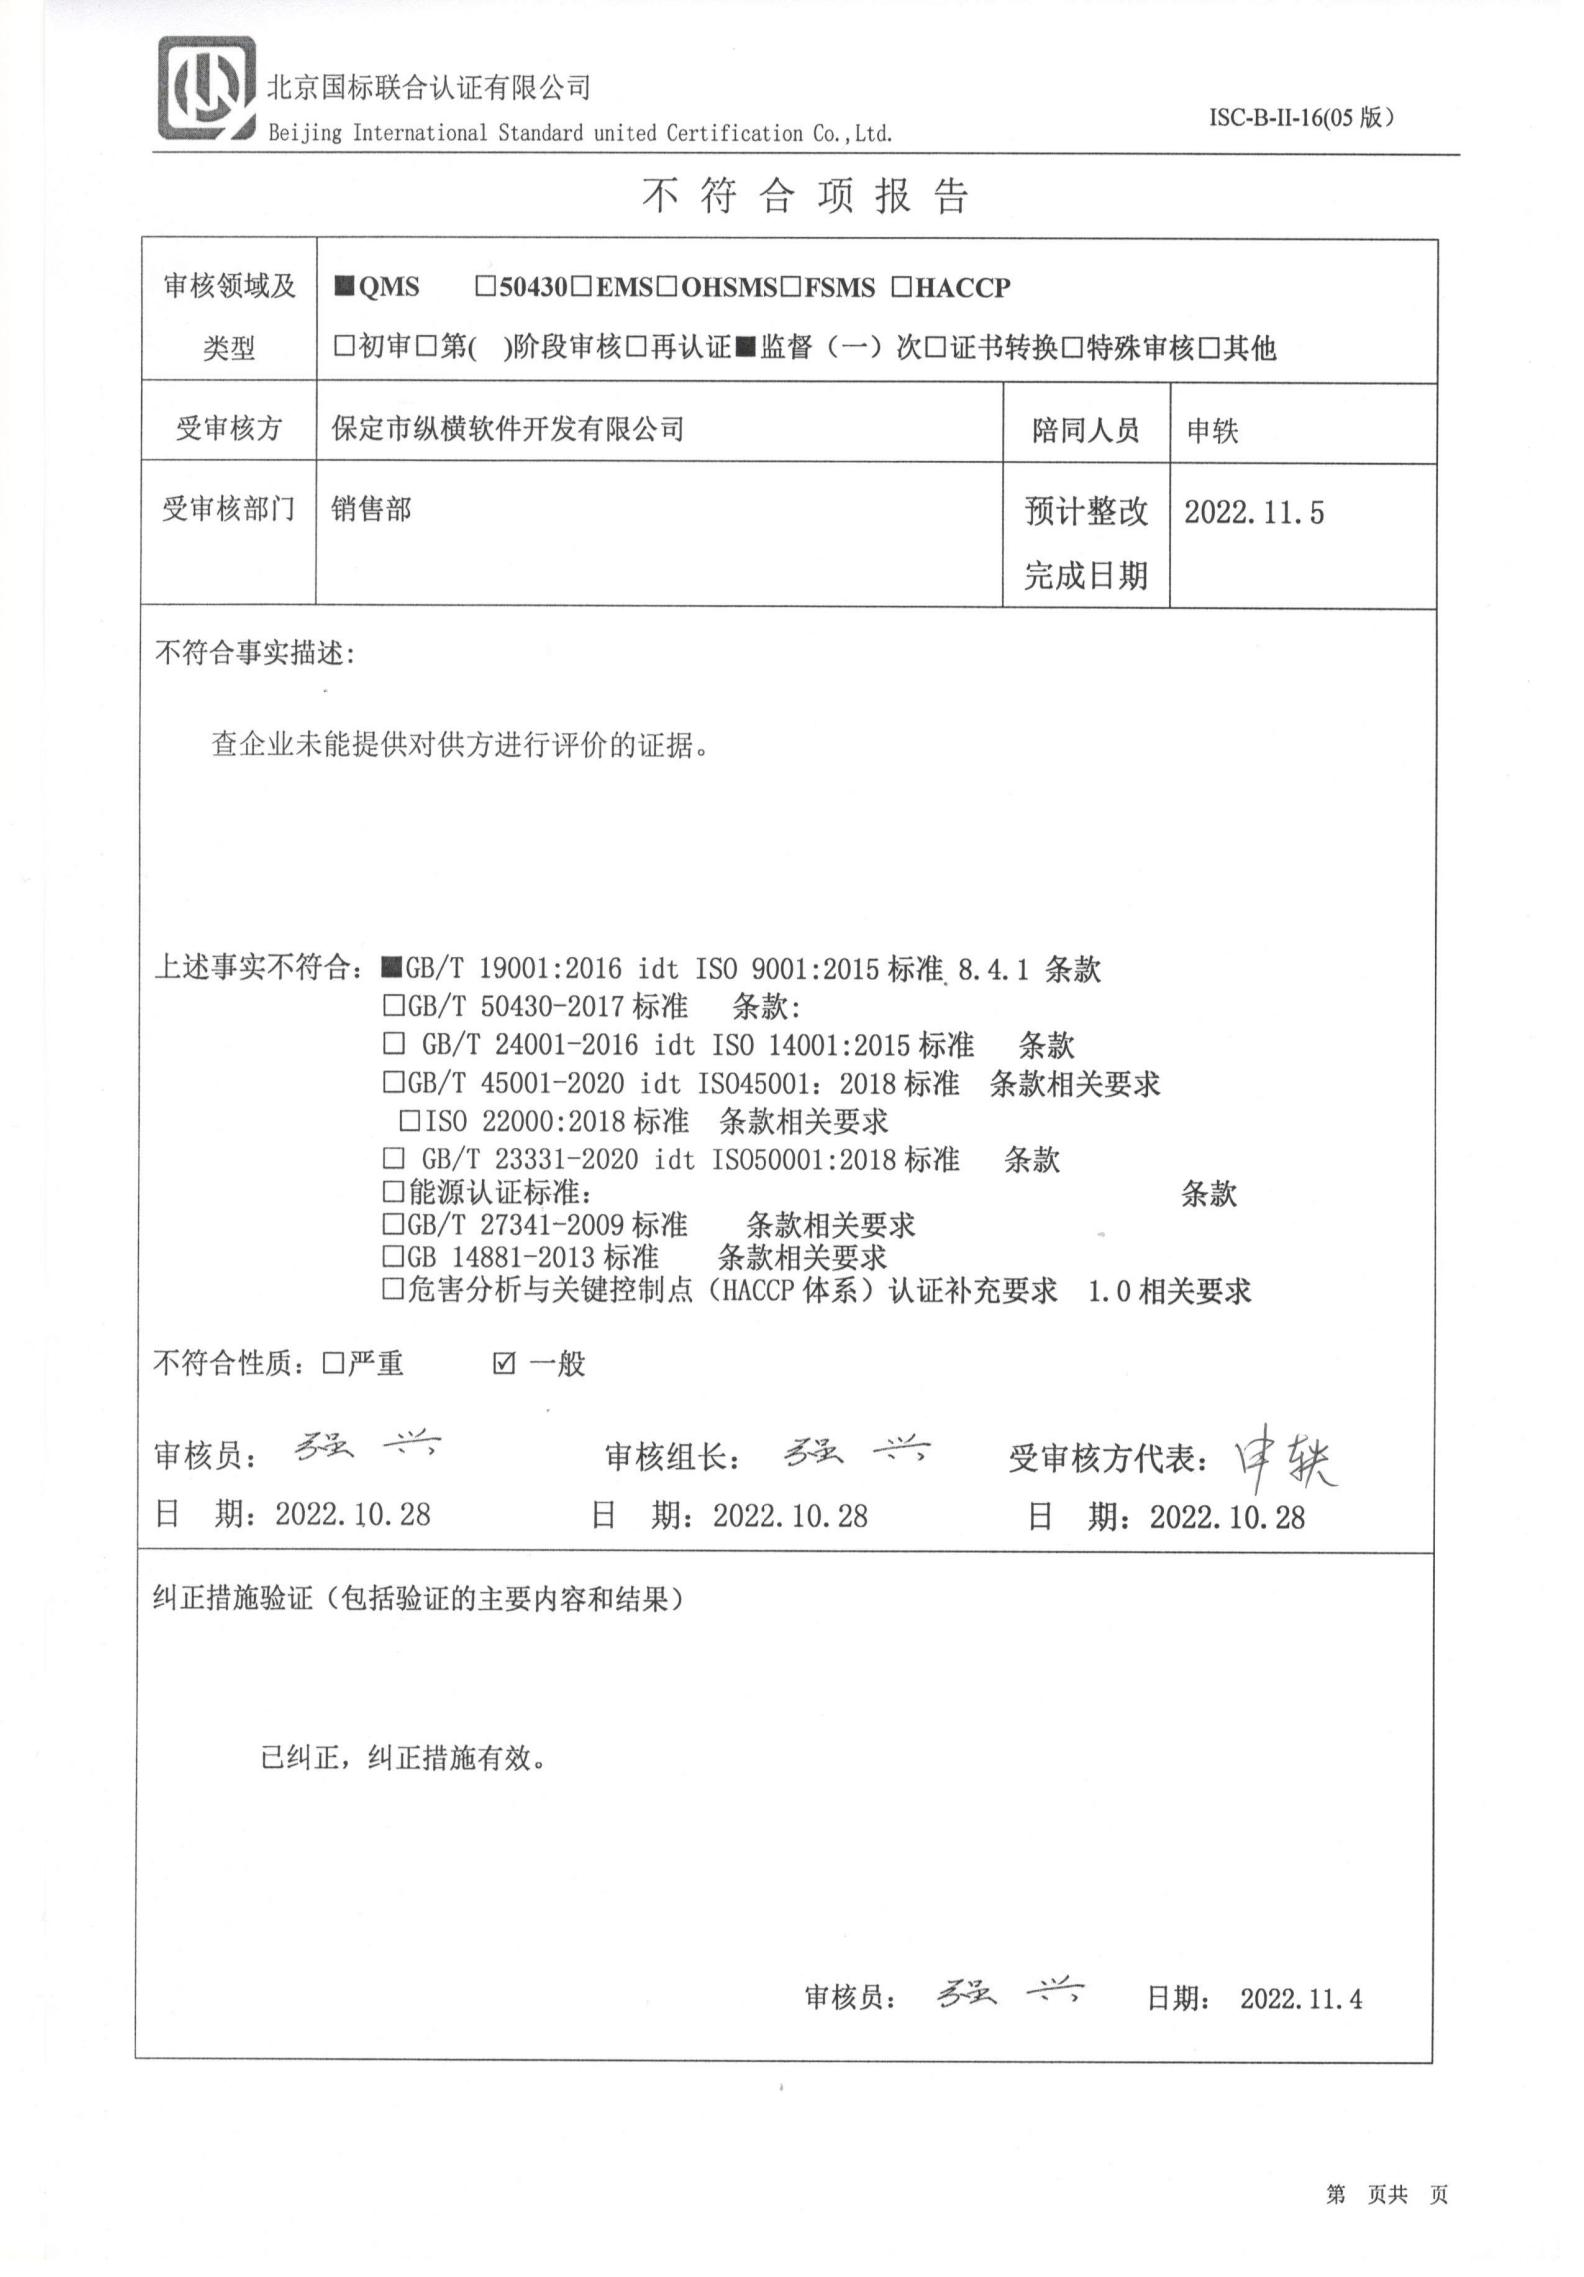 北京国标联合认证有限公司
Beijing International Standard united Certification Co.,Ltd.
ISC-B-II-16(05 版）
不 符 合 项 报 告
审核领域及类型
■QMS □50430□EMS□OHSMS□FSMS □HACCP
□初审□第( )阶段审核□再认证■监督（一）次□证书转换□特殊审核□其他
受审核方 保定市纵横软件开发有限公司 陪同人员 申轶
受审核部门 销售部 预计整改完成日期 2022.11.5
不符合事实描述:
查企业未能提供对供方进行评价的证据。
上述事实不符合: ■GB/T 19001:2016 idt ISO 9001:2015 标准 8.4.1 条款
□GB/T 50430-2017 标准 条款:
□ GB/T 24001-2016 idt ISO 14001:2015 标准 条款
□GB/T 45001-2020 idt ISO45001: 2018 标准 条款相关要求
□ISO 22000:2018 标准 条款相关要求
□ GB/T 23331-2020 idt ISO50001:2018 标准 条款
□能源认证标准: 条款
□GB/T 27341-2009 标准 条款相关要求
□GB 14881-2013 标准 条款相关要求
□危害分析与关键控制点（HACCP 体系）认证补充要求 1.0 相关要求
不符合性质: □严重 ☑ 一般
审核员: 强 兴 审核组长: 强 兴 受审核方代表: 申轶
日 期: 2022.10.28 日 期: 2022.10.28 日 期: 2022.10.28
纠正措施验证（包括验证的主要内容和结果）
已纠正，纠正措施有效。
审核员: 强 兴 日期: 2022.11.4
第 页共 页